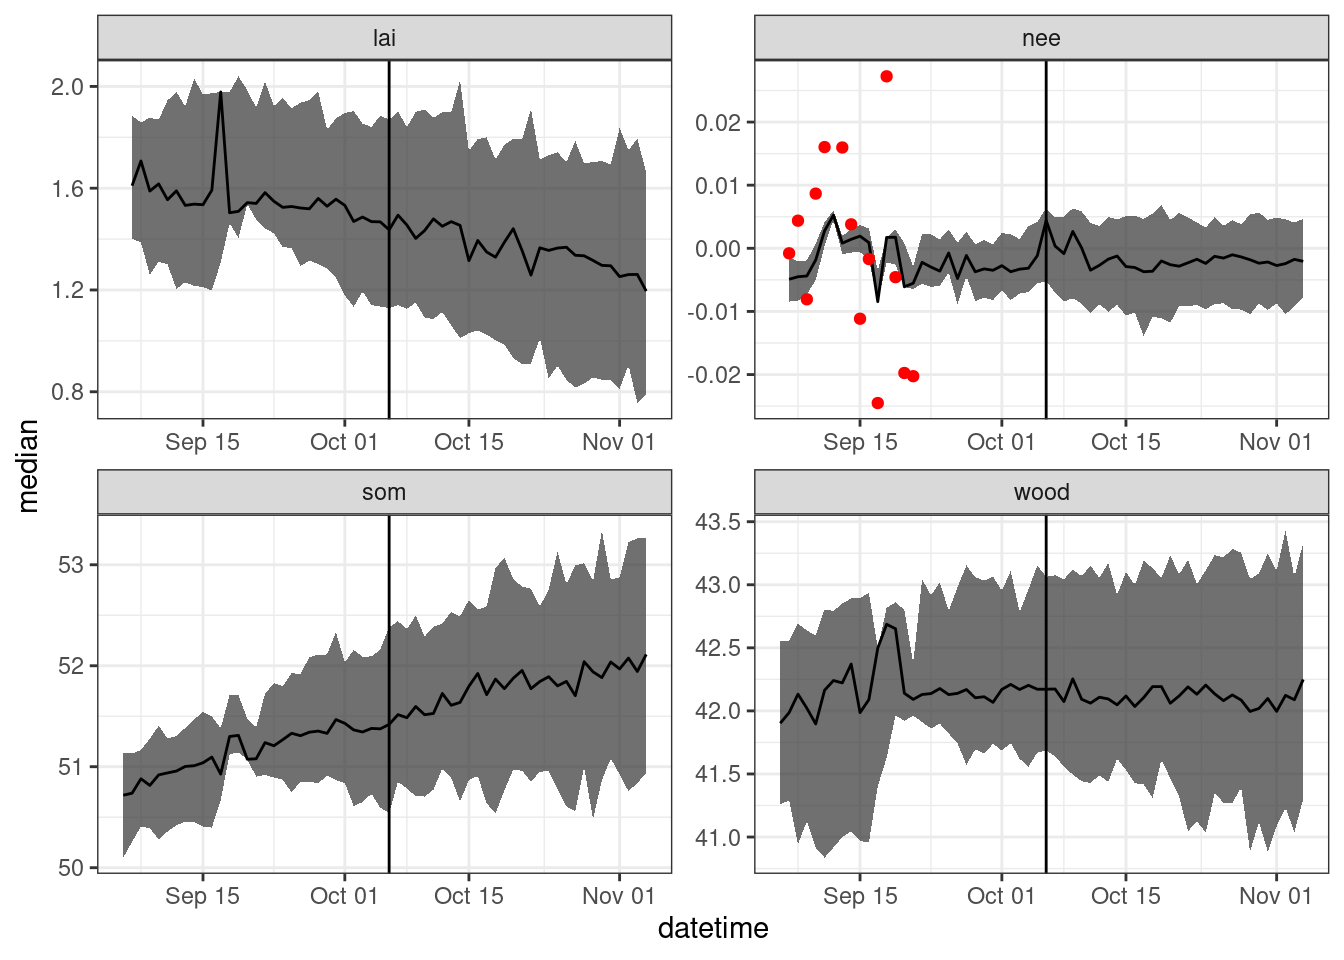 lai
nee
2.0
1.6
1.2
0.8
0.02
0.01
0.00
-0.01
-0.02
Sep 15 Oct 01 Oct 15 Nov 01
Sep 15 Oct 01 Oct 15 Nov 01
som
wood
53
52
51
50
43.5
43.0
42.5
42.0
41.5
41.0
Sep 15 Oct 01 Oct 15 Nov 01
Sep 15 Oct 01 Oct 15 Nov 01
median
datetime